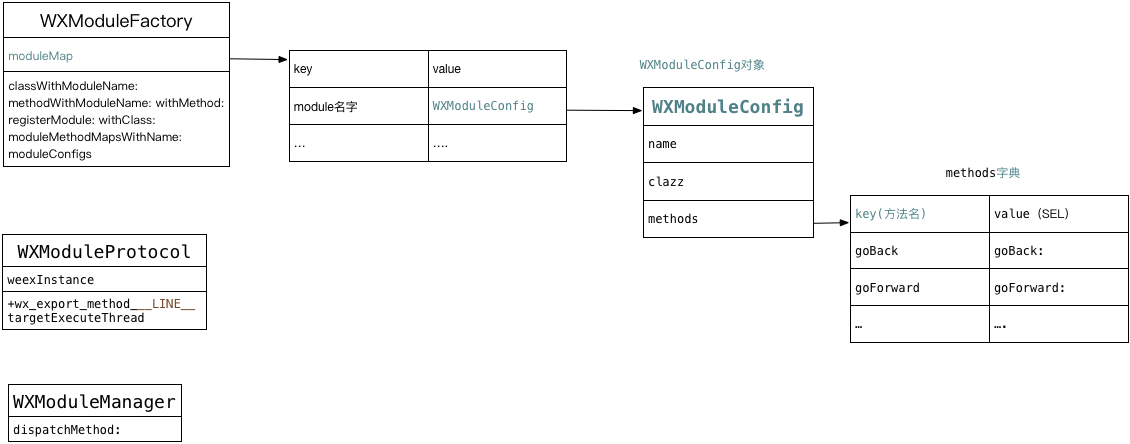 WXModuleFactory
moduleMap
classWithModuleName:
methodWithModuleName: withMethod:
registerModule: withClass:
moduleMethodMapsWithName:
moduleConfigs
key value
module名字 WXModuleConfig
... ....
WXModuleConfig对象
WXModuleConfig
name
clazz
methods
methods字典
key(方法名) value (SEL)
goBack goBack:
goForward goForward:
... ....
WXModuleProtocol
weexInstance
+wx_export_method___LINE__
targetExecuteThread
WXModuleManager
dispatchMethod: